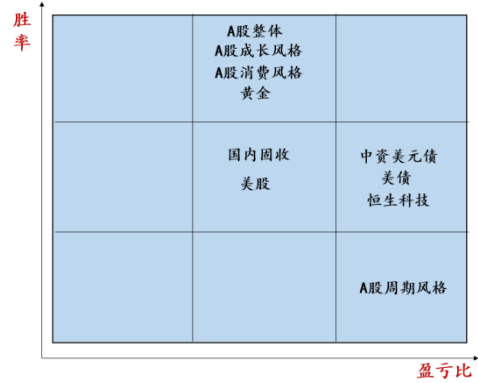 胜
率
A股整体
A股成长风格
A股消费风格
黄金
国内固收
美股
中资美元债
美债
恒生科技
A股周期风格
盈亏比